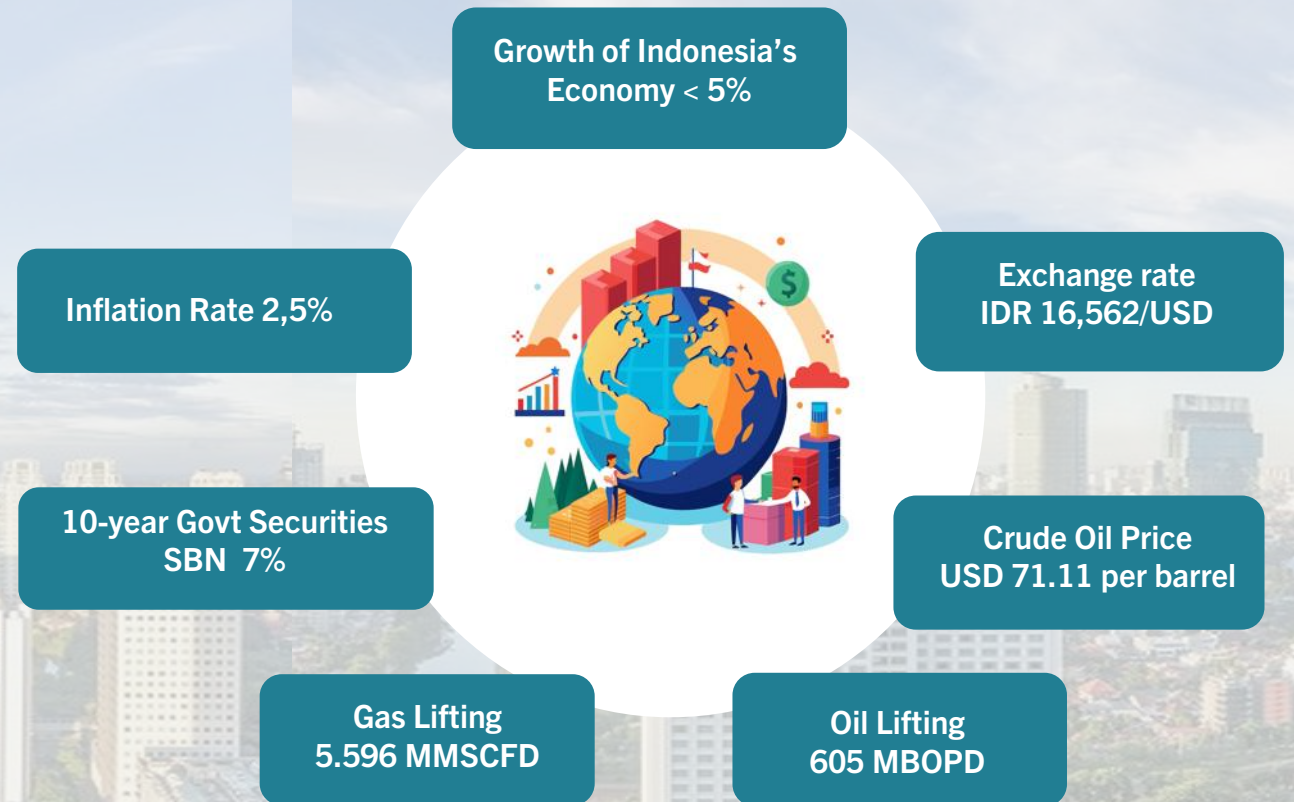 Growth of Indonesia’s
Economy < 5%
Inflation Rate 2,5%
Exchange rate
IDR 16,562/USD
10-year Govt Securities
SBN 7%
Crude Oil Price
USD 71.11 per barrel
Gas Lifting
5.596 MMSCFD
Oil Lifting
605 MBOPD
$